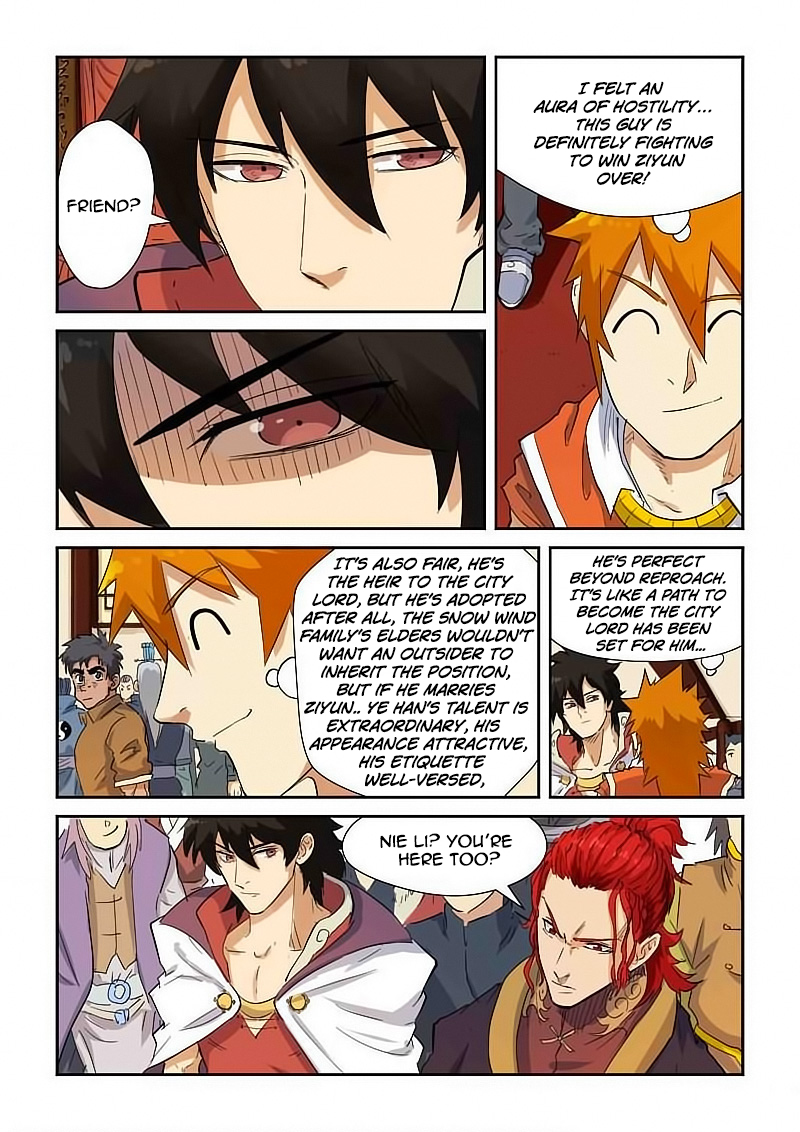 FRIEND?
I FELT AN
AURA OF HOSTILITY...
THIS GUY IS
DEFINITELY FIGHTING
TO WIN ZIYUN
OVER!
IT'S ALSO FAIR, HE'S
THE HEIR TO THE CITY
LORD, BUT HE'S ADOPTED
AFTER ALL, THE SNOW WIND
FAMILY'S ELDERS WOULDN'T
WANT AN OUTSIDER TO
INHERIT THE POSITION,
BUT IF HE MARRIES
ZIYUN.. YE HAN'S TALENT IS
EXTRAORDINARY, HIS
APPEARANCE ATTRACTIVE,
HIS ETIQUETTE
WELL-VERSED,
HE'S PERFECT
BEYOND REPROACH.
IT'S LIKE A PATH TO
BECOME THE CITY
LORD HAS BEEN
SET FOR HIM...
NIE LI? YOU'RE
HERE TOO?